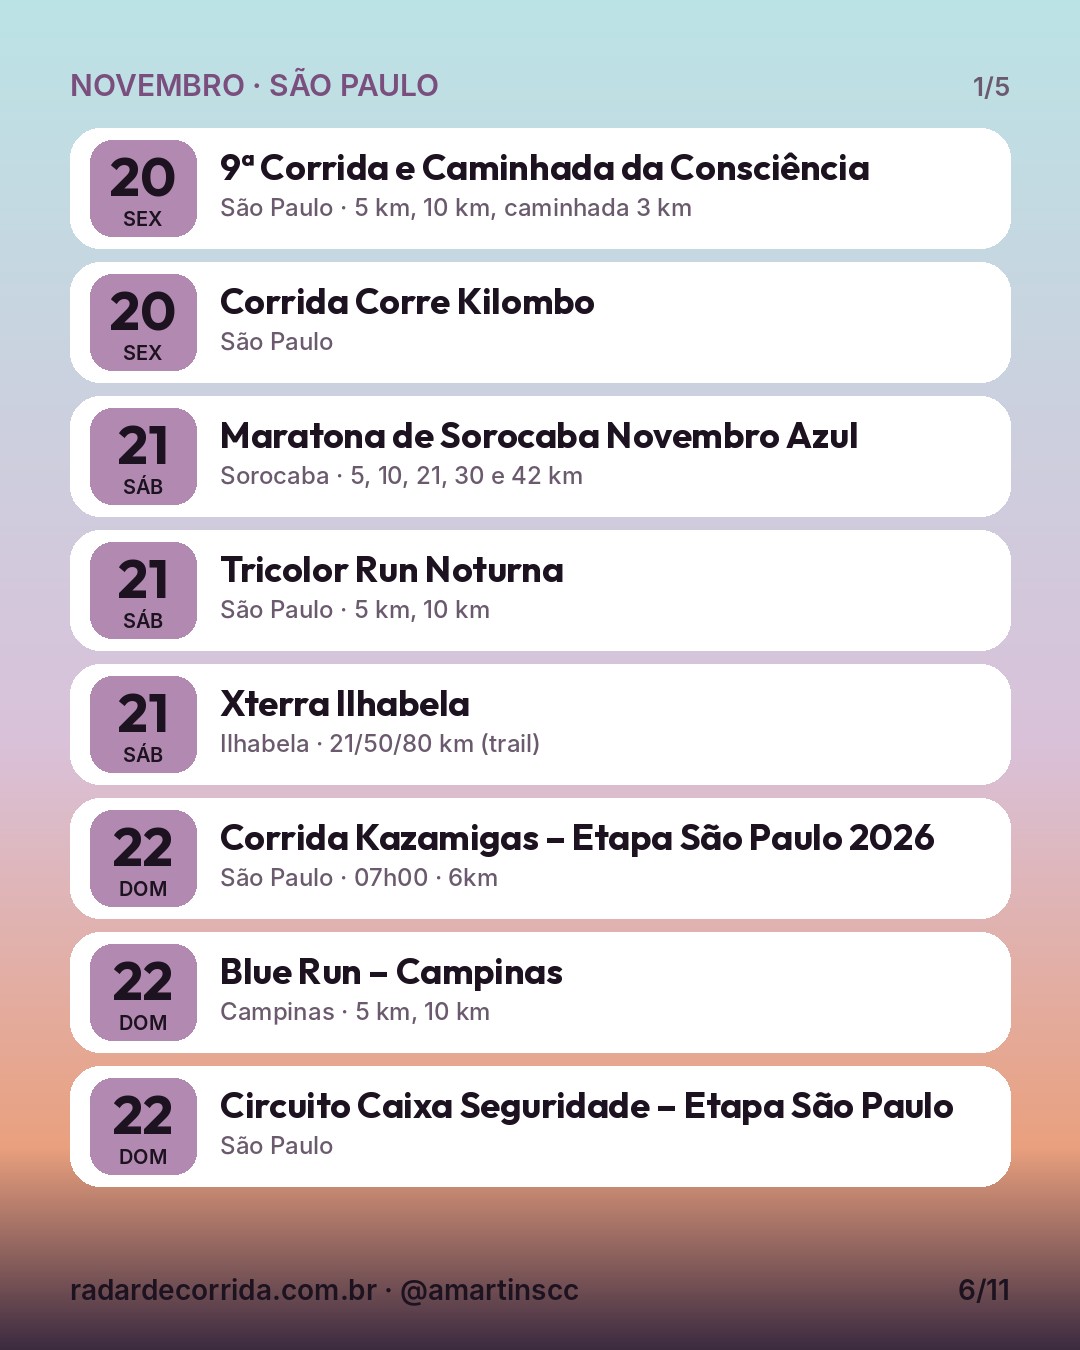 NOVEMBRO · SÃO PAULO
1/5
20
SEX
9ª Corrida e Caminhada da Consciência
São Paulo · 5 km, 10 km, caminhada 3 km
20
SEX
Corrida Corre Kilombo
São Paulo
21
SÁB
Maratona de Sorocaba Novembro Azul
Sorocaba · 5, 10, 21, 30 e 42 km
21
SÁB
Tricolor Run Noturna
São Paulo · 5 km, 10 km
21
SÁB
Xterra Ilhabela
Ilhabela · 21/50/80 km (trail)
22
DOM
Corrida Kazamigas – Etapa São Paulo 2026
São Paulo · 07h00 · 6km
22
DOM
Blue Run – Campinas
Campinas · 5 km, 10 km
22
DOM
Circuito Caixa Seguridade – Etapa São Paulo
São Paulo
radardecorrida.com.br · @amartinscc
6/11